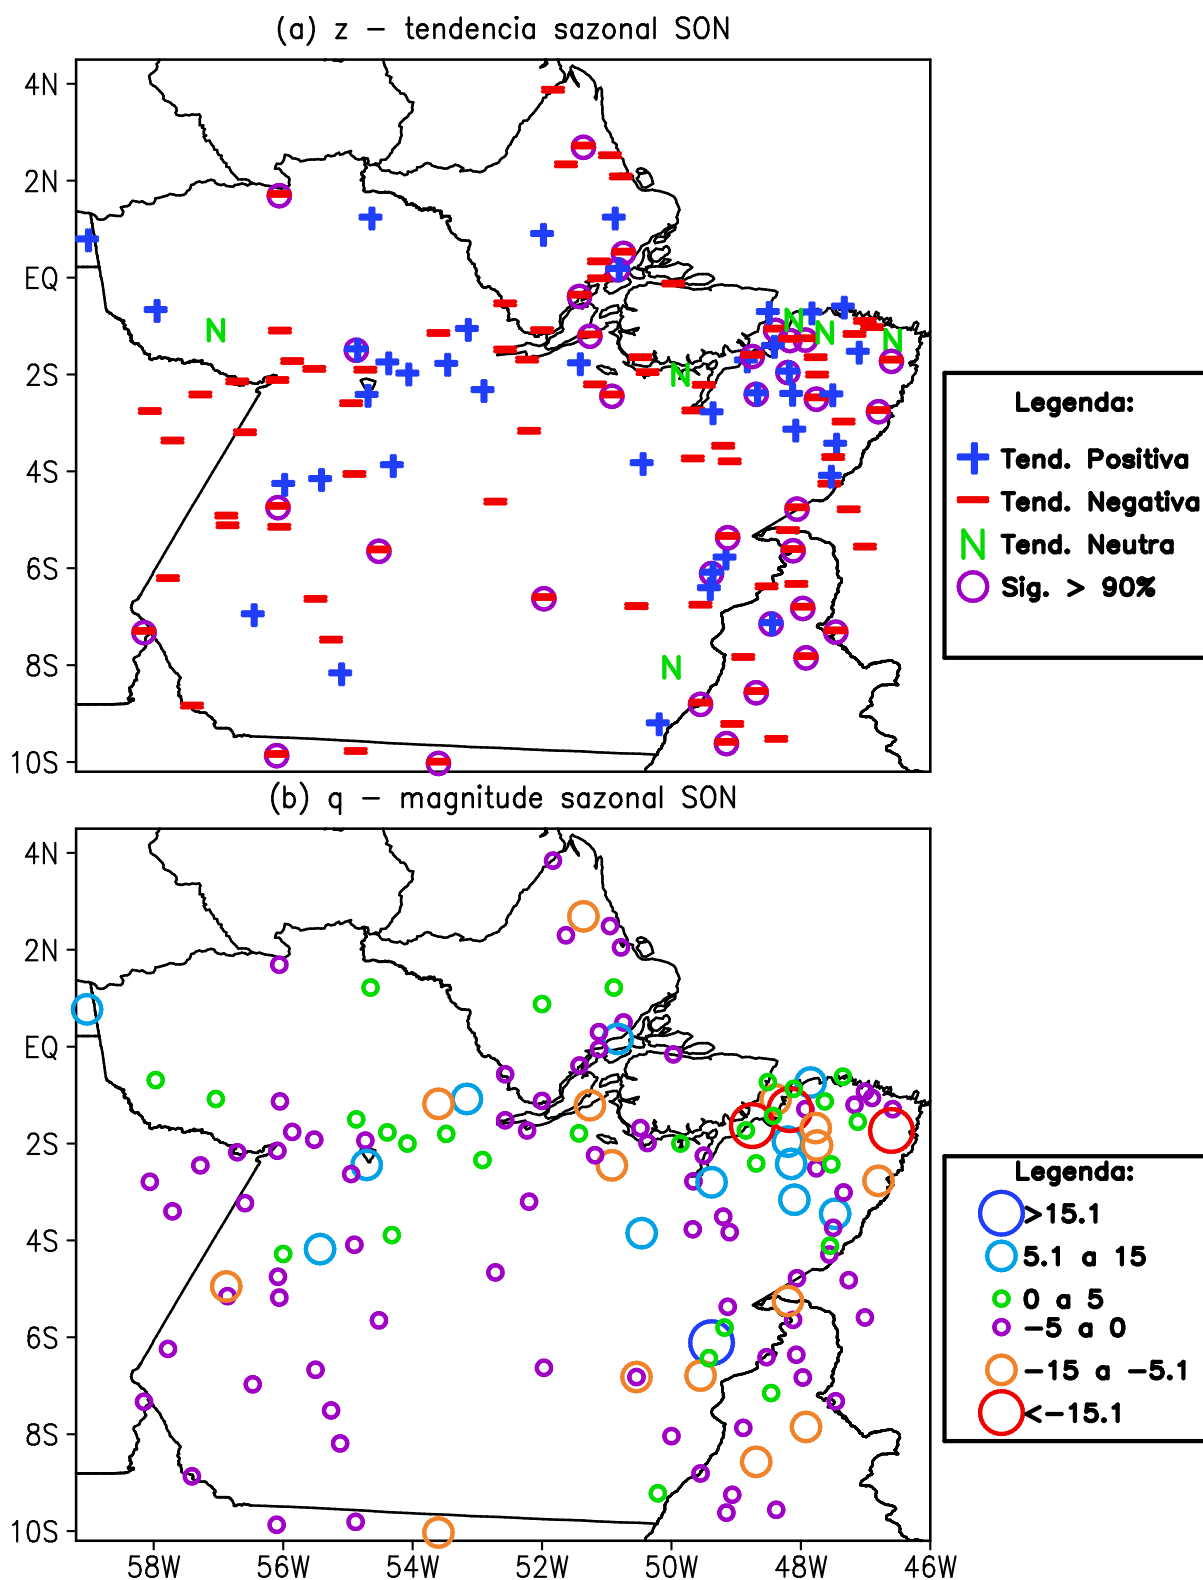 (a) z − tendencia sazonal SON
4N
2N
EQ
2S
4S
6S
8S
10S
N
N
N
N
N
N
Legenda:
Tend. Positiva
Tend. Negativa
N Tend. Neutra
Sig. > 90%
(b) q − magnitude sazonal SON
4N
2N
EQ
2S
4S
6S
8S
10S
58W 56W 54W 52W 50W 48W 46W
Legenda:
>15.1
5.1 a 15
0 a 5
−5 a 0
−15 a −5.1
<−15.1